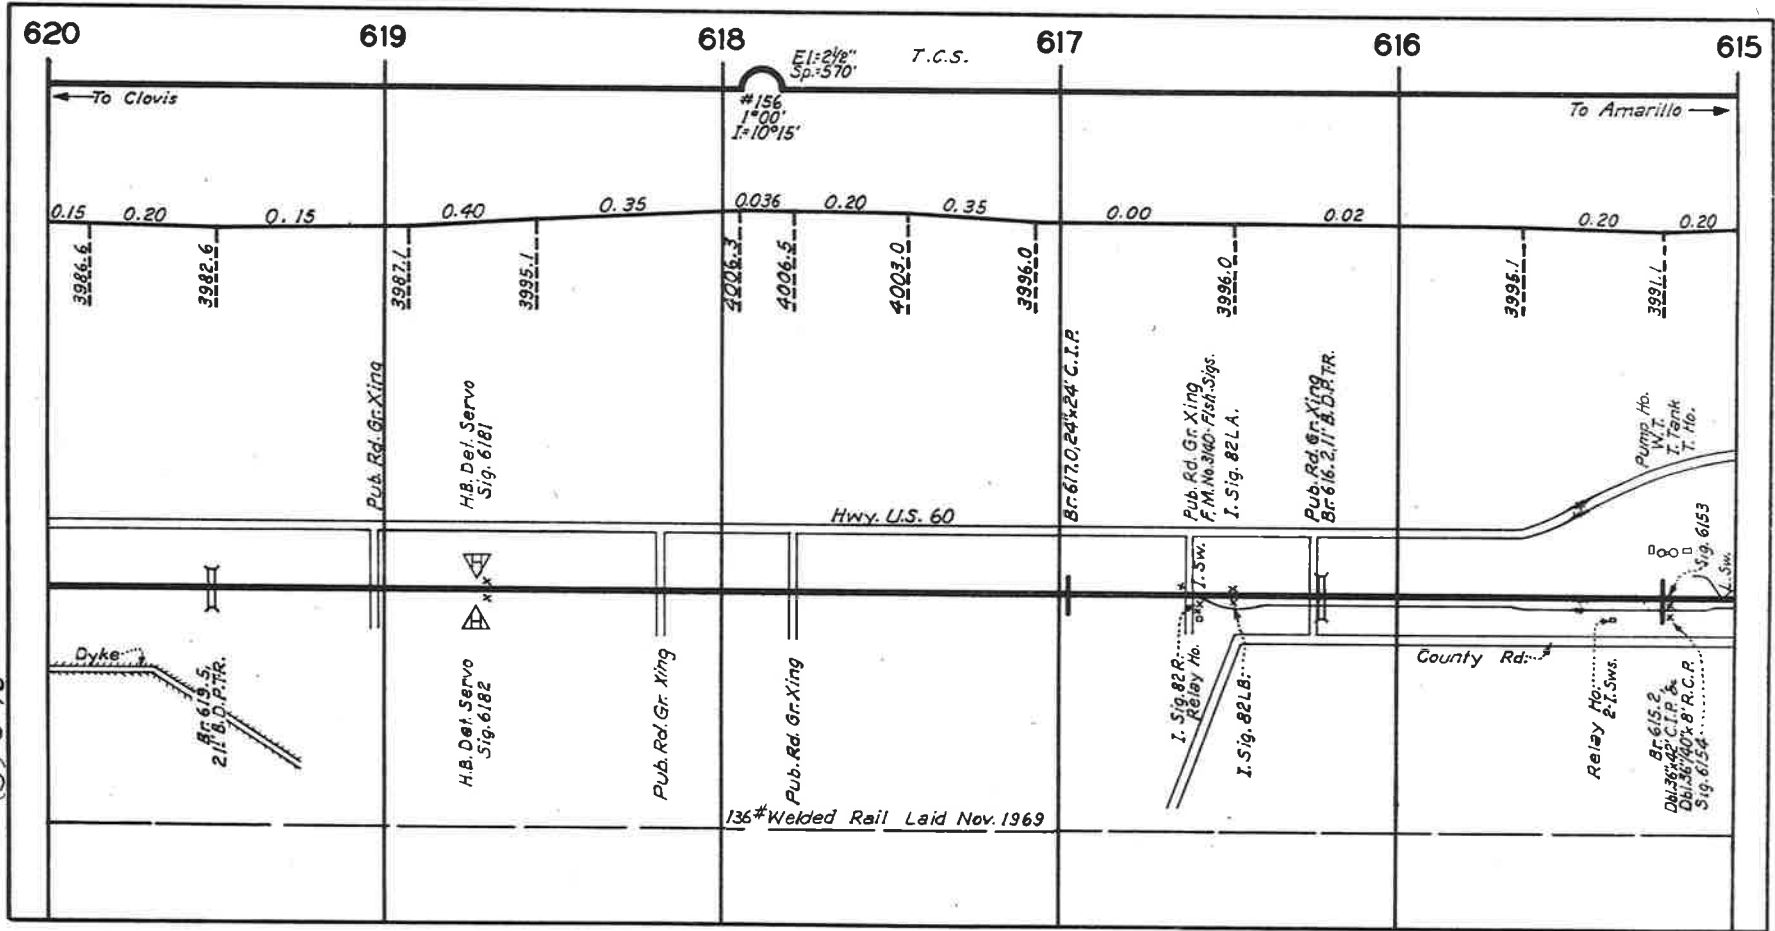 620
619
618
617
616
615
El=2½"
Sp.=570'
T.C.S.
To Clovis
To Amarillo
#156
1°00'
I=10°15'
0.15
0.20
0.15
0.40
0.35
0.036
0.20
0.35
0.00
0.02
0.20
0.20
3986.6
3982.6
3987.1
3995.1
4006.3
4006.5
4003.0
3996.0
3996.0
3995.1
3991.1
Pub. Rd. Gr. Xing
H.B. Det. Servo
Sig. 6181
Br. 617.0, 24"x24' C.I.P.
Pub. Rd. Gr. Xing
F.M. No. 3140-Flsh. Sigs.
I. Sig. 82LA.
Pub. Rd. Gr. Xing
Br. 616.2, 11' B.D.P.TR.
Pump Ho.
W.T.
T. Tank
T. Ho.
Hwy. U.S. 60
H
I. Sw.
Sig. 6153
I. Sw.
H
Dyke
Br. 619.5,
21' B.D.P.TR.
H.B. Det. Servo
Sig. 6182
Pub. Rd. Gr. Xing
Pub. Rd. Gr. Xing
I. Sig. 82R.
Relay Ho.
I. Sig. 82LB.
County Rd.
Relay Ho.
2-I. Sws.
Br. 615.2,
Dbl. 36"x42' C.I.P. &
Dbl. 36"/40"x 8' R.C.P.
Sig. 6154
136# Welded Rail Laid Nov. 1969